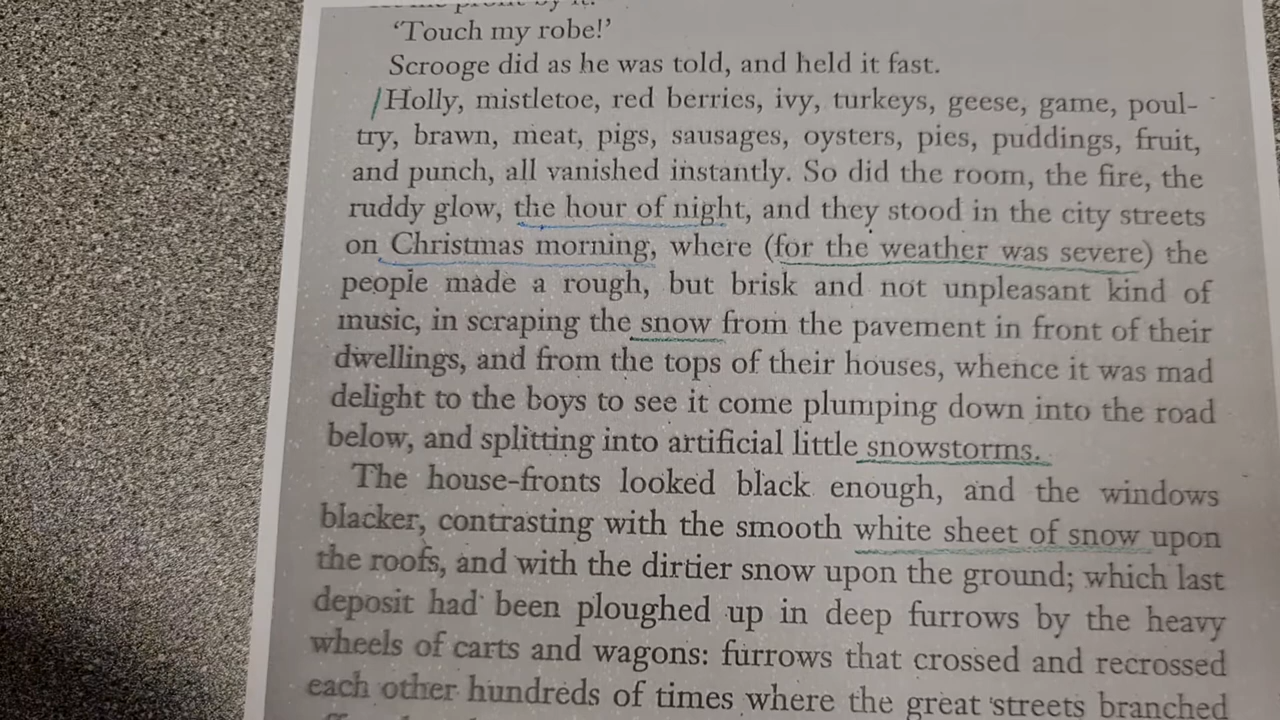 ‘Touch my robe!’
Scrooge did as he was told, and held it fast.
Holly, mistletoe, red berries, ivy, turkeys, geese, game, poul-
try, brawn, meat, pigs, sausages, oysters, pies, puddings, fruit,
and punch, all vanished instantly. So did the room, the fire, the
ruddy glow, the hour of night, and they stood in the city streets
on Christmas morning, where (for the weather was severe) the
people made a rough, but brisk and not unpleasant kind of
music, in scraping the snow from the pavement in front of their
dwellings, and from the tops of their houses, whence it was mad
delight to the boys to see it come plumping down into the road
below, and splitting into artificial little snowstorms.
The house-fronts looked black enough, and the windows
blacker, contrasting with the smooth white sheet of snow upon
the roofs, and with the dirtier snow upon the ground; which last
deposit had been ploughed up in deep furrows by the heavy
wheels of carts and wagons: furrows that crossed and recrossed
each other hundreds of times where the great streets branched